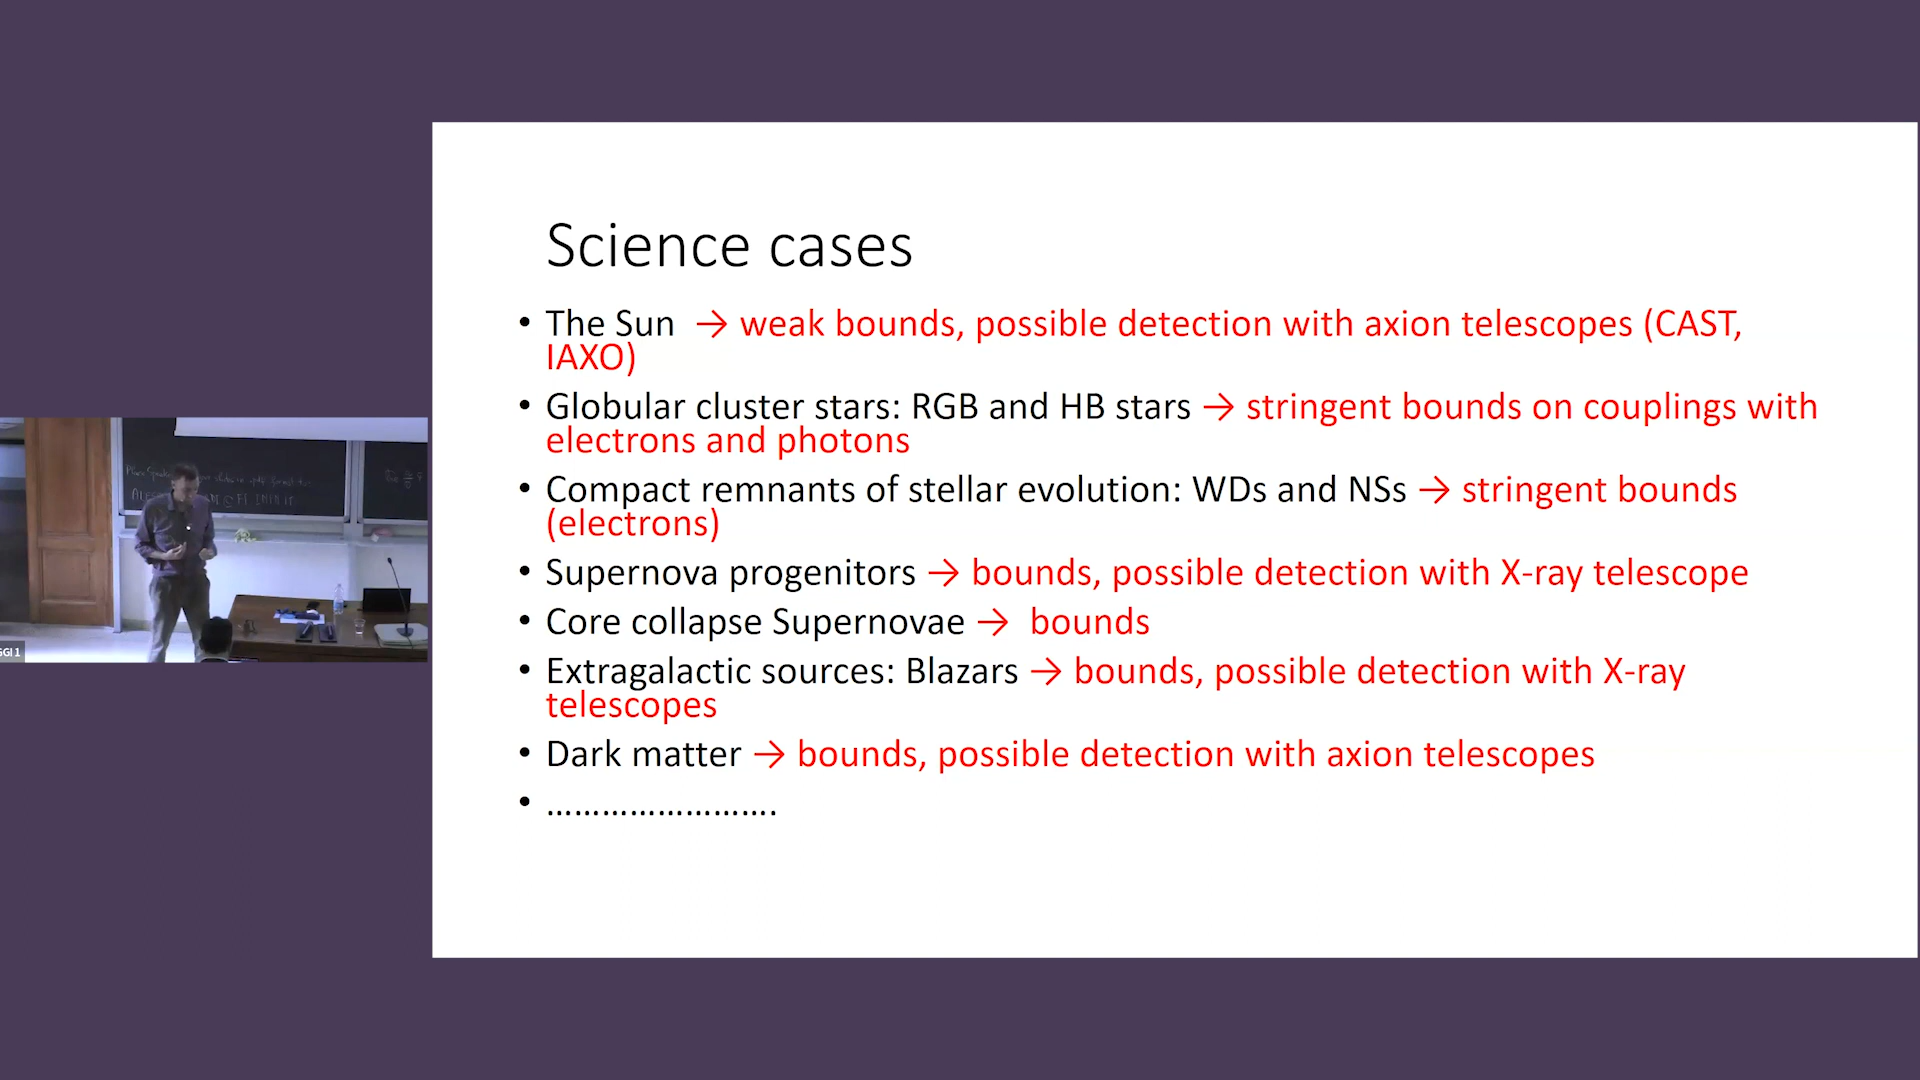 Science cases
• The Sun → weak bounds, possible detection with axion telescopes (CAST,
IAXO)
• Globular cluster stars: RGB and HB stars → stringent bounds on couplings with
electrons and photons
• Compact remnants of stellar evolution: WDs and NSs → stringent bounds
(electrons)
• Supernova progenitors → bounds, possible detection with X-ray telescope
• Core collapse Supernovae → bounds
• Extragalactic sources: Blazars → bounds, possible detection with X-ray
telescopes
• Dark matter → bounds, possible detection with axion telescopes
• …………………….
GGI 1